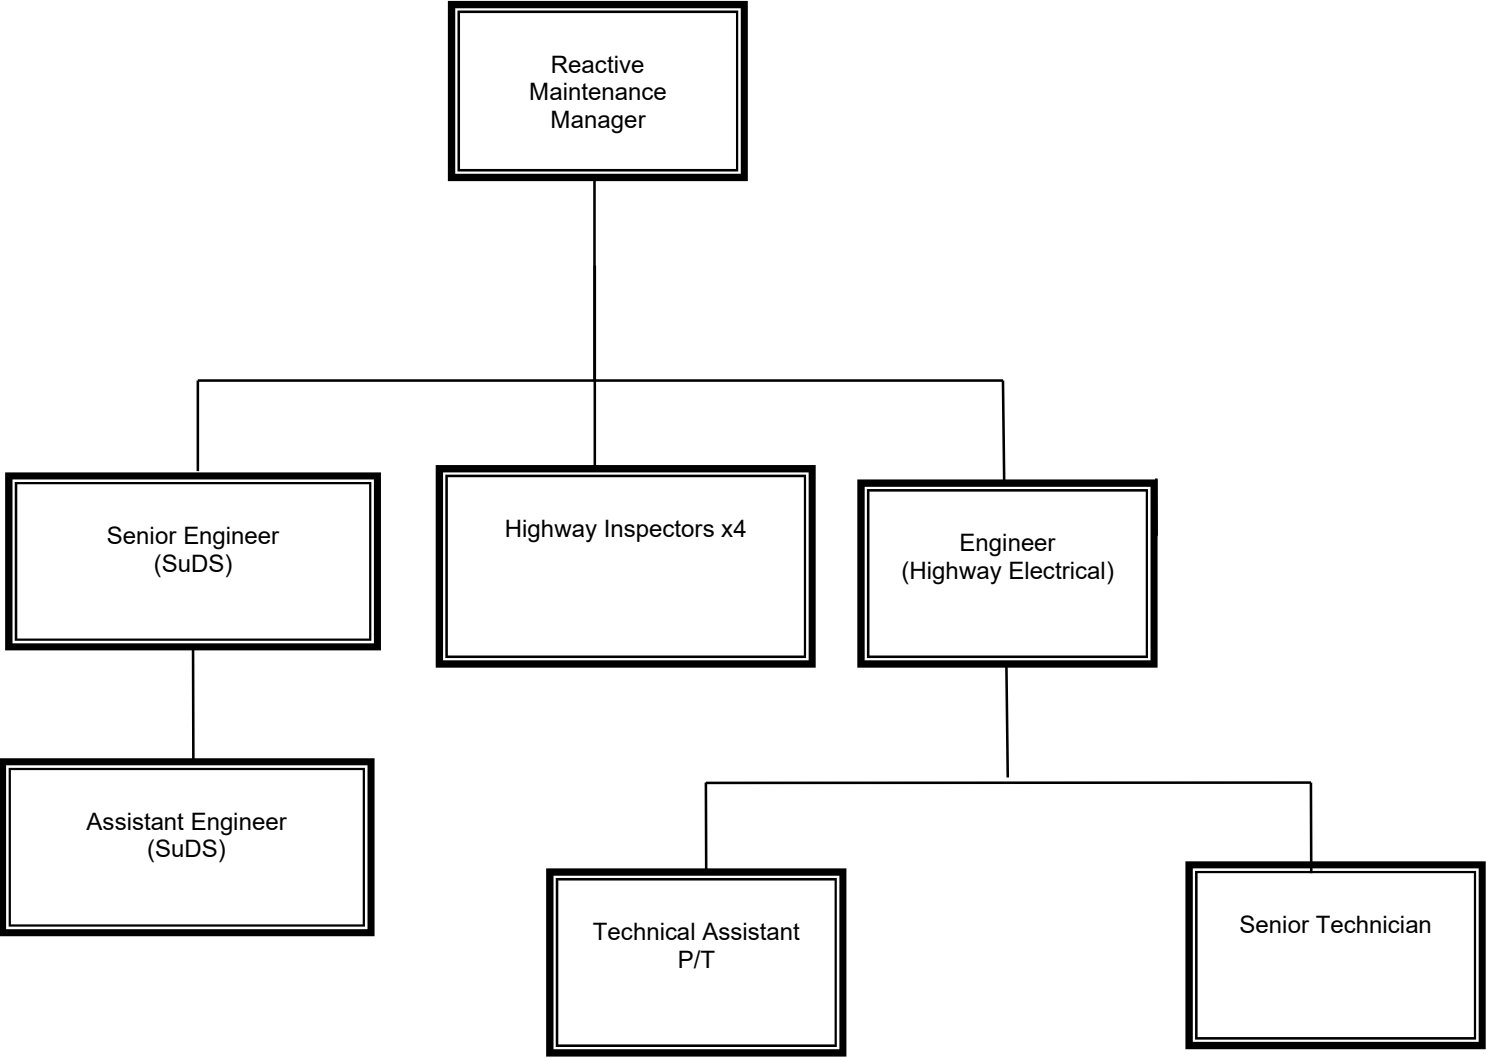 Reactive
Maintenance
Manager
Senior Engineer
(SuDS)
Highway Inspectors x4
Engineer
(Highway Electrical)
Assistant Engineer
(SuDS)
Technical Assistant
P/T
Senior Technician